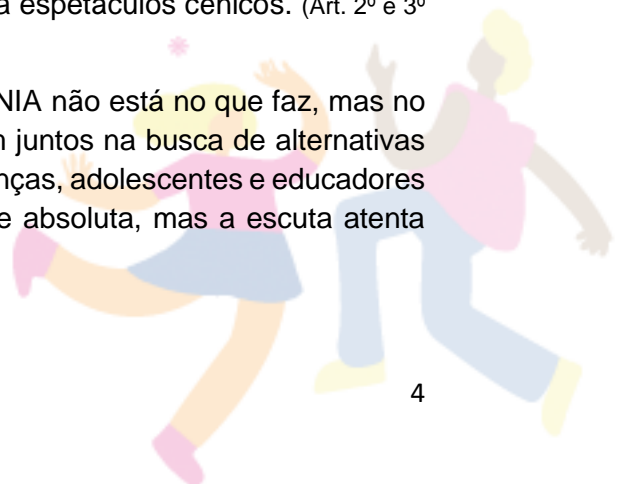 a espetáculos cênicos. (Art. 2º e 3º
NIA não está no que faz, mas no
juntos na busca de alternativas
nças, adolescentes e educadores
e absoluta, mas a escuta atenta
4